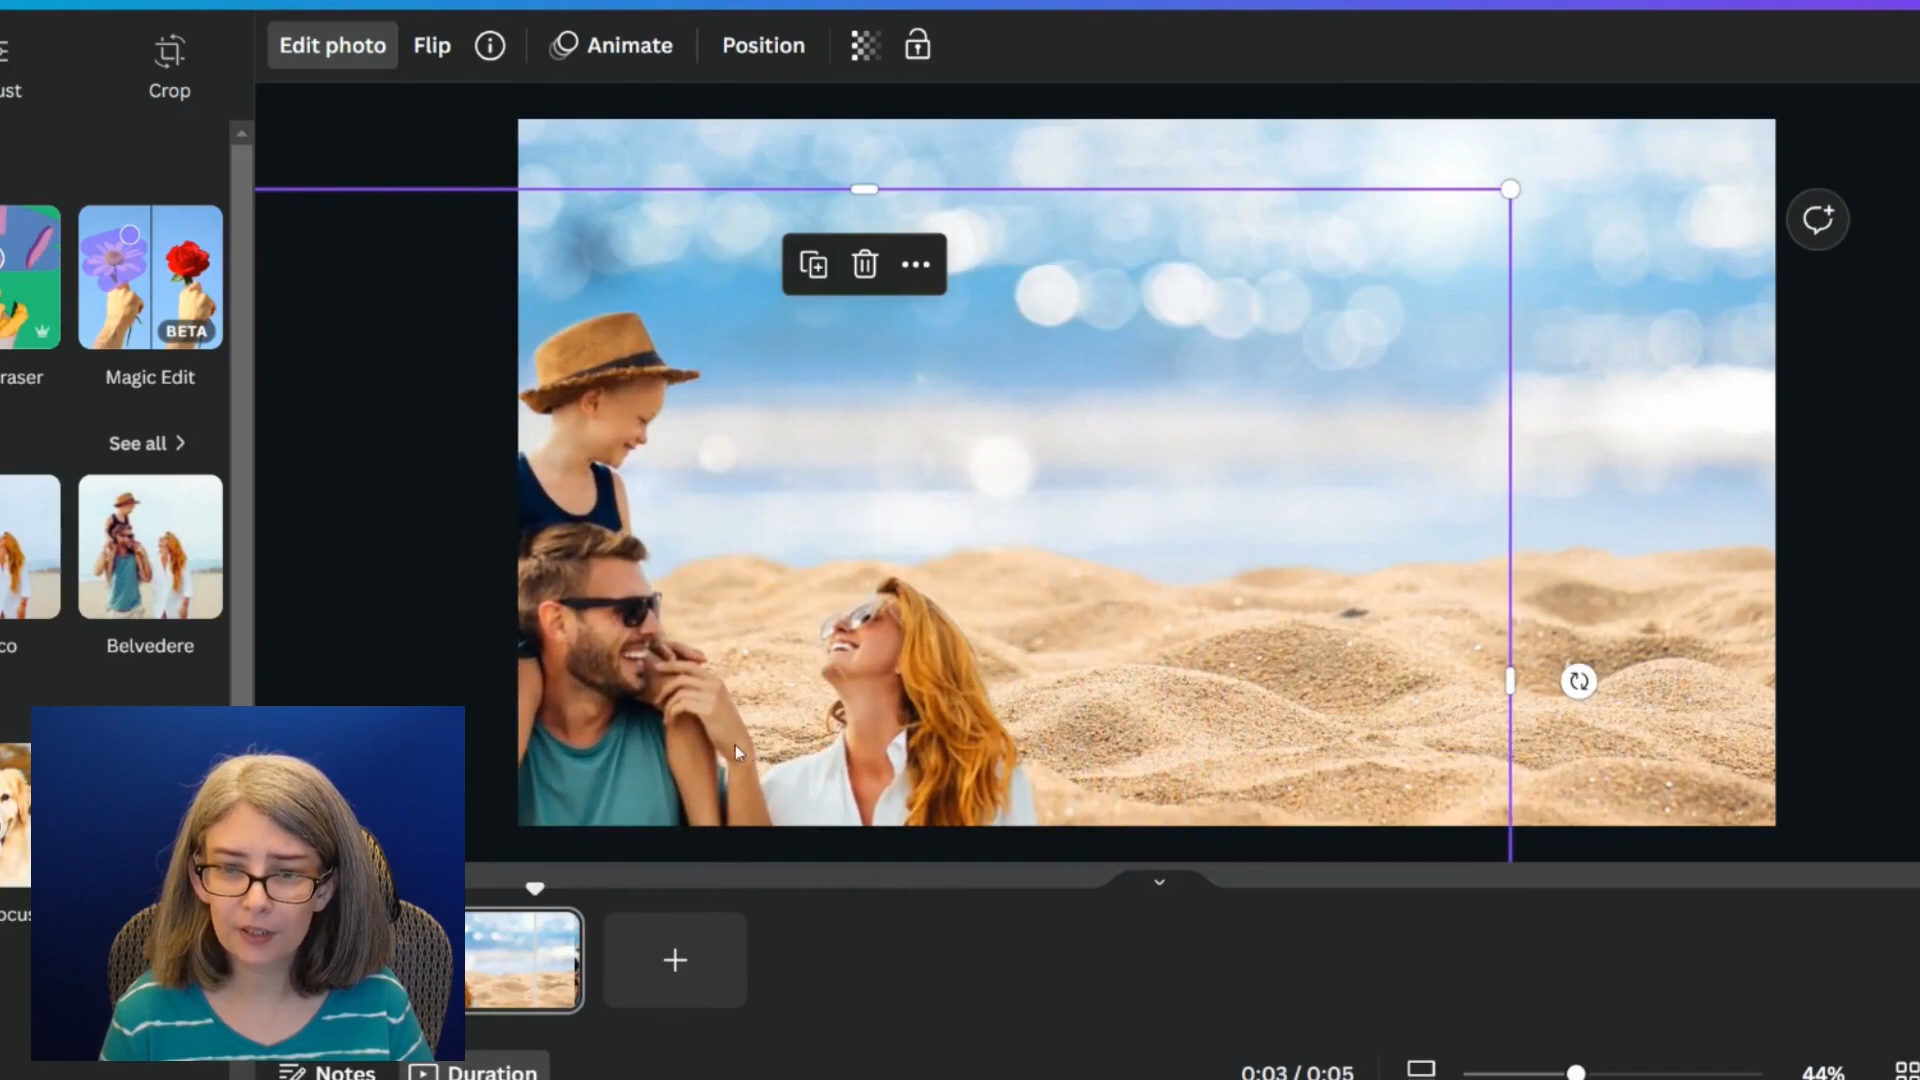 Edit photo
Flip
Animate
Position
ust
Crop
BETA
raser
Magic Edit
See all
co
Belvedere
ocus
Notes
Duration
0:03 / 0:05
44%